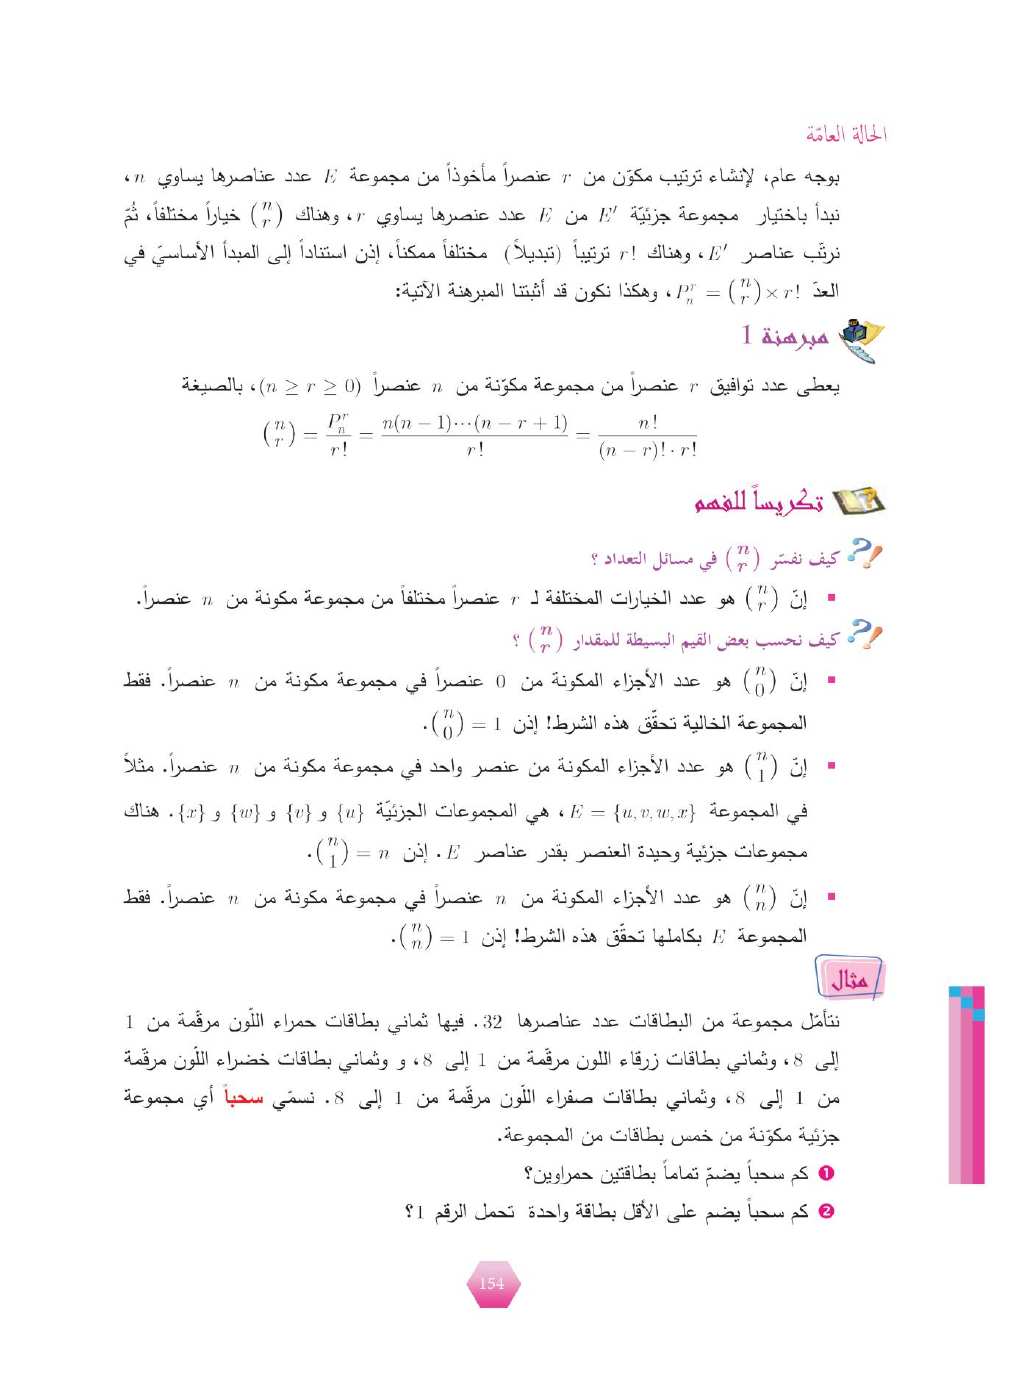 الحالة العامّة
بوجه عام، لإنشاء ترتيب مكوّن من r عنصراً مأخوذاً من مجموعة E عدد عناصرها يساوي n،
نبدأ باختيار مجموعة جزئيّة E′ من E عدد عنصرها يساوي r، وهناك (n r) خياراً مختلفاً، ثُمّ
نرتّب عناصر E′، وهناك r! ترتيباً (تبديلاً) مختلفاً ممكناً، إذن استناداً إلى المبدأ الأساسيّ في
العدّ P_n^r = (n r) × r!، وهكذا نكون قد أثبتنا المبرهنة الآتية:
مبرهنة 1
يعطى عدد توافيق r عنصراً من مجموعة مكوّنة من n عنصراً (n ≥ r ≥ 0)، بالصيغة
(n r) = P_n^r / r! = n(n − 1)⋯(n − r + 1) / r! = n! / (n − r)! · r!
تكريساً للفهم
كيف نفسّر (n r) في مسائل التعداد ؟
▪ إنّ (n r) هو عدد الخيارات المختلفة لـ r عنصراً مختلفاً من مجموعة مكونة من n عنصراً.
كيف نحسب بعض القيم البسيطة للمقدار (n r) ؟
▪ إنّ (n 0) هو عدد الأجزاء المكونة من 0 عنصراً في مجموعة مكونة من n عنصراً. فقط
المجموعة الخالية تحقّق هذه الشرط! إذن (n 0) = 1.
▪ إنّ (n 1) هو عدد الأجزاء المكونة من عنصر واحد في مجموعة مكونة من n عنصراً. مثلاً
في المجموعة E = {u, v, w, x}، هي المجموعات الجزئيّة {u} و {v} و {w} و {x}. هناك
مجموعات جزئية وحيدة العنصر بقدر عناصر E. إذن (n 1) = n.
▪ إنّ (n n) هو عدد الأجزاء المكونة من n عنصراً في مجموعة مكونة من n عنصراً. فقط
المجموعة E بكاملها تحقّق هذه الشرط! إذن (n n) = 1.
مثال
نتأمّل مجموعة من البطاقات عدد عناصرها 32. فيها ثماني بطاقات حمراء اللّون مرقّمة من 1
إلى 8، وثماني بطاقات زرقاء اللون مرقّمة من 1 إلى 8، و وثماني بطاقات خضراء اللّون مرقّمة
من 1 إلى 8، وثماني بطاقات صفراء اللّون مرقّمة من 1 إلى 8. نسمّي سحباً أي مجموعة
جزئية مكوّنة من خمس بطاقات من المجموعة.
❶ كم سحباً يضمّ تماماً بطاقتين حمراوين؟
❷ كم سحباً يضم على الأقل بطاقة واحدة تحمل الرقم 1؟
154